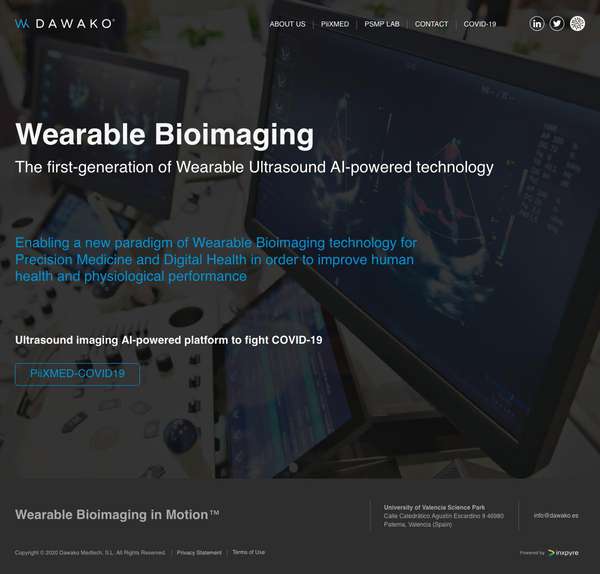 DAWAKO®
ABOUT US
PiiXMED
PSMP LAB
CONTACT
COVID-19
Wearable Bioimaging
The first-generation of Wearable Ultrasound AI-powered technology
Enabling a new paradigm of Wearable Bioimaging technology for
Precision Medicine and Digital Health in order to improve human
health and physiological performance
Ultrasound imaging AI-powered platform to fight COVID-19
PiiXMED-COVID19
Wearable Bioimaging in Motion™
University of Valencia Science Park
Calle Catedrático Agustín Escardino 9 46980
Paterna, Valencia (Spain)
info@dawako.es
Copyright © 2020 Dawako Medtech, S.L. All Rights Reserved.
Privacy Statement
Terms of Use
Powered by inxpyre